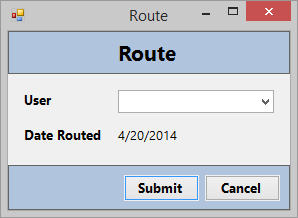 Route
Route
User
Date Routed 4/20/2014
Submit Cancel